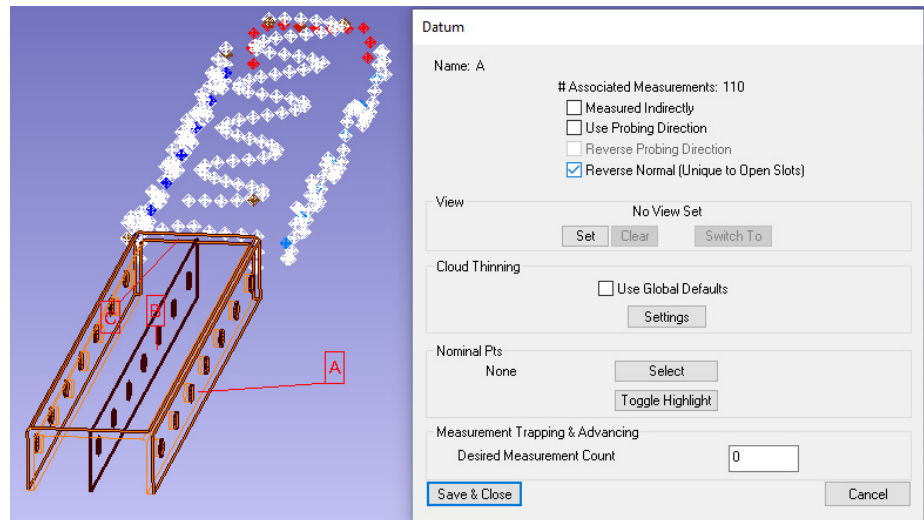 Datum
Name: A
# Associated Measurements: 110
Measured Indirectly
Use Probing Direction
Reverse Probing Direction
Reverse Normal (Unique to Open Slots)
View
No View Set
Set Clear Switch To
Cloud Thinning
Use Global Defaults
Settings
Nominal Pts
None Select
Toggle Highlight
Measurement Trapping & Advancing
Desired Measurement Count 0
Save & Close Cancel
C B
A